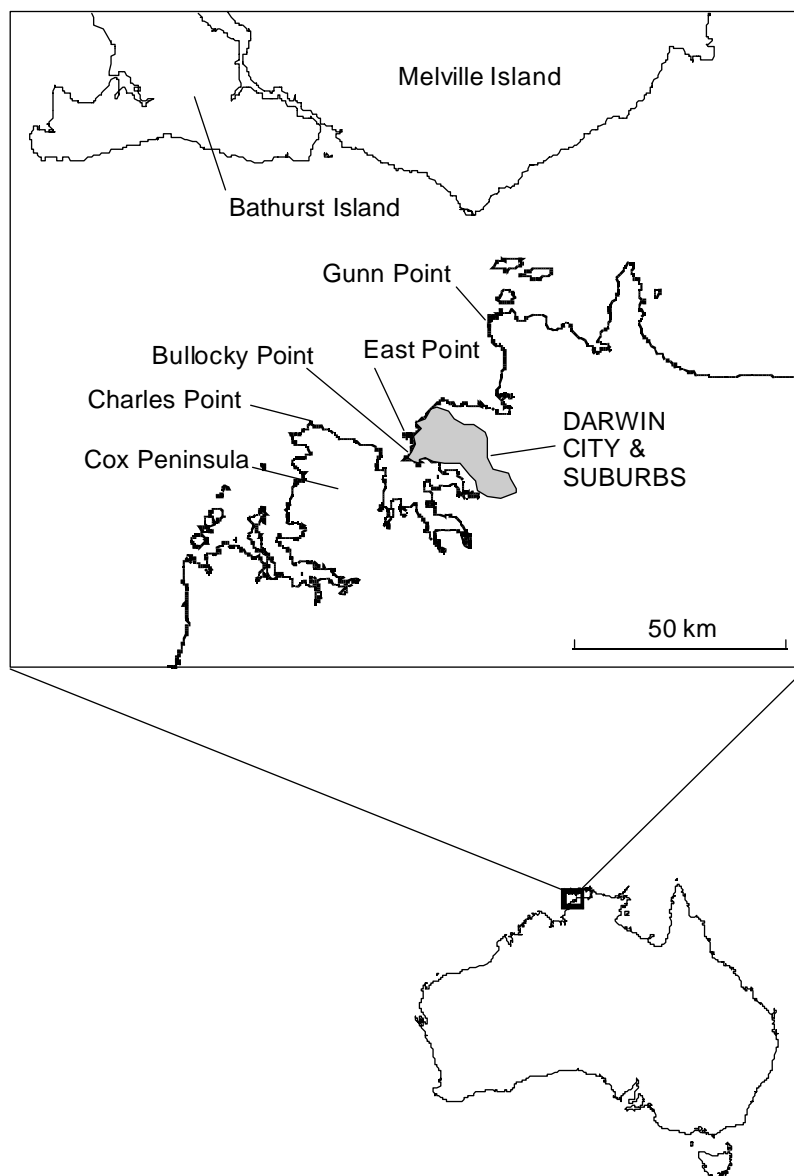 Melville Island
Bathurst Island
Gunn Point
East Point
Bullocky Point
Charles Point
Cox Peninsula
DARWIN
CITY &
SUBURBS
50 km